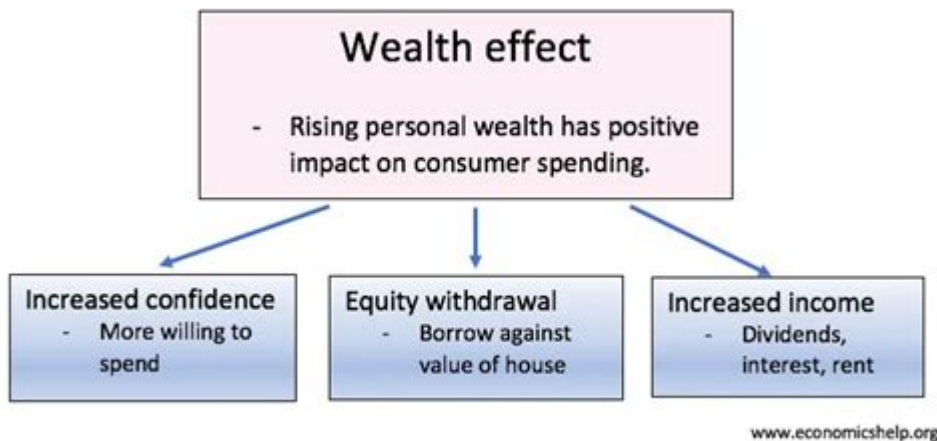 Wealth effect
- Rising personal wealth has positive
impact on consumer spending.
Increased confidence
- More willing to
spend
Equity withdrawal
- Borrow against
value of house
Increased income
- Dividends,
interest, rent
www.economicshelp.org